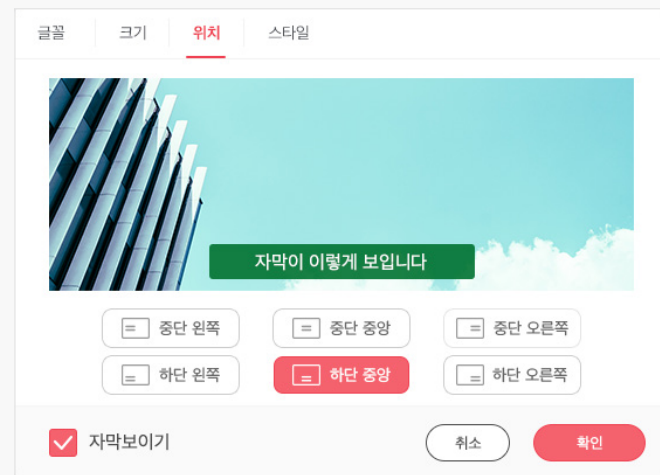 글꼴 크기 위치 스타일
자막이 이렇게 보입니다
중단 왼쪽 중단 중앙 중단 오른쪽
하단 왼쪽 하단 중앙 하단 오른쪽
자막보이기 취소 확인